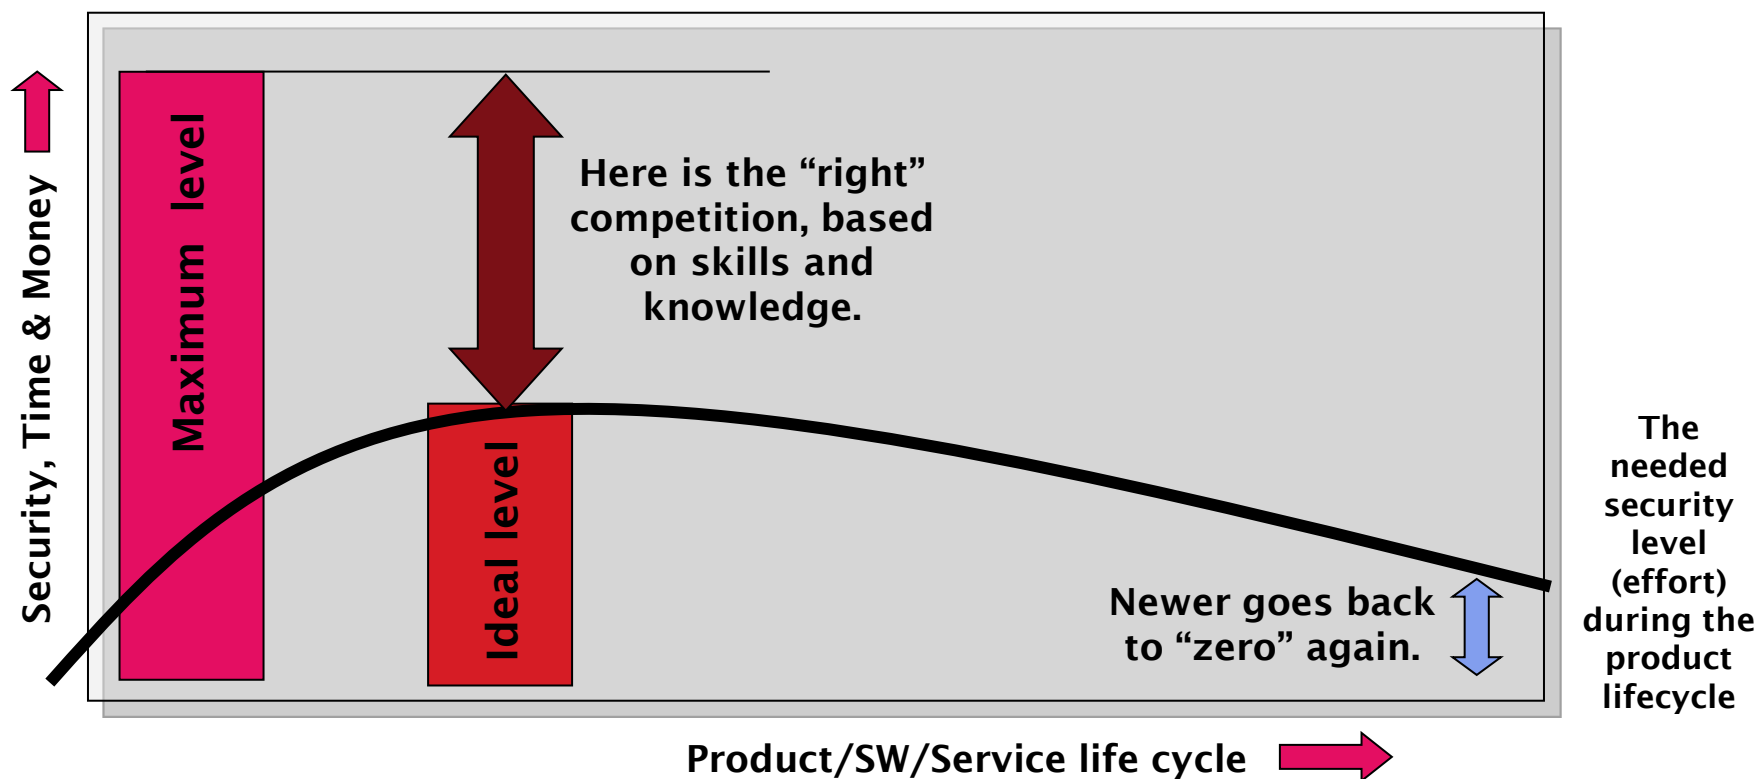 Security, Time & Money
Maximum level
Here is the “right”
competition, based
on skills and
knowledge.
Ideal level
Newer goes back
to “zero” again.
The
needed
security
level
(effort)
during the
product
lifecycle
Product/SW/Service life cycle